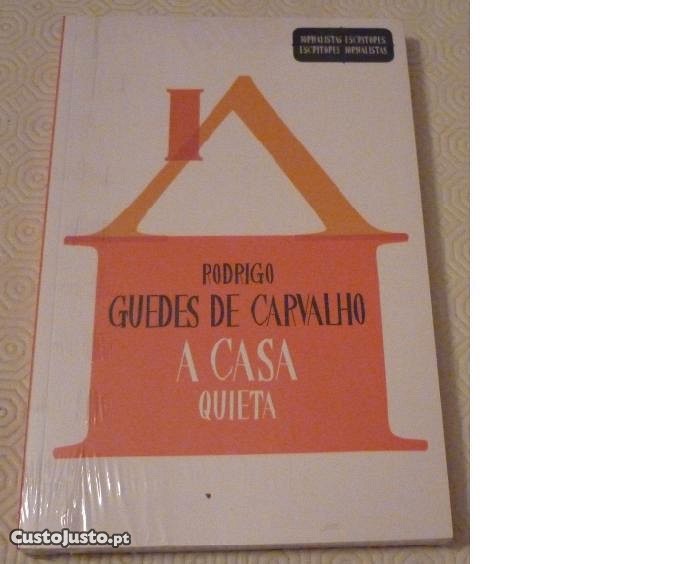 JORNALISTAS ESCRITORES
ESCRITORES JORNALISTAS
RODRIGO
GUEDES DE CARVALHO
A CASA
QUIETA
CustoJusto.pt